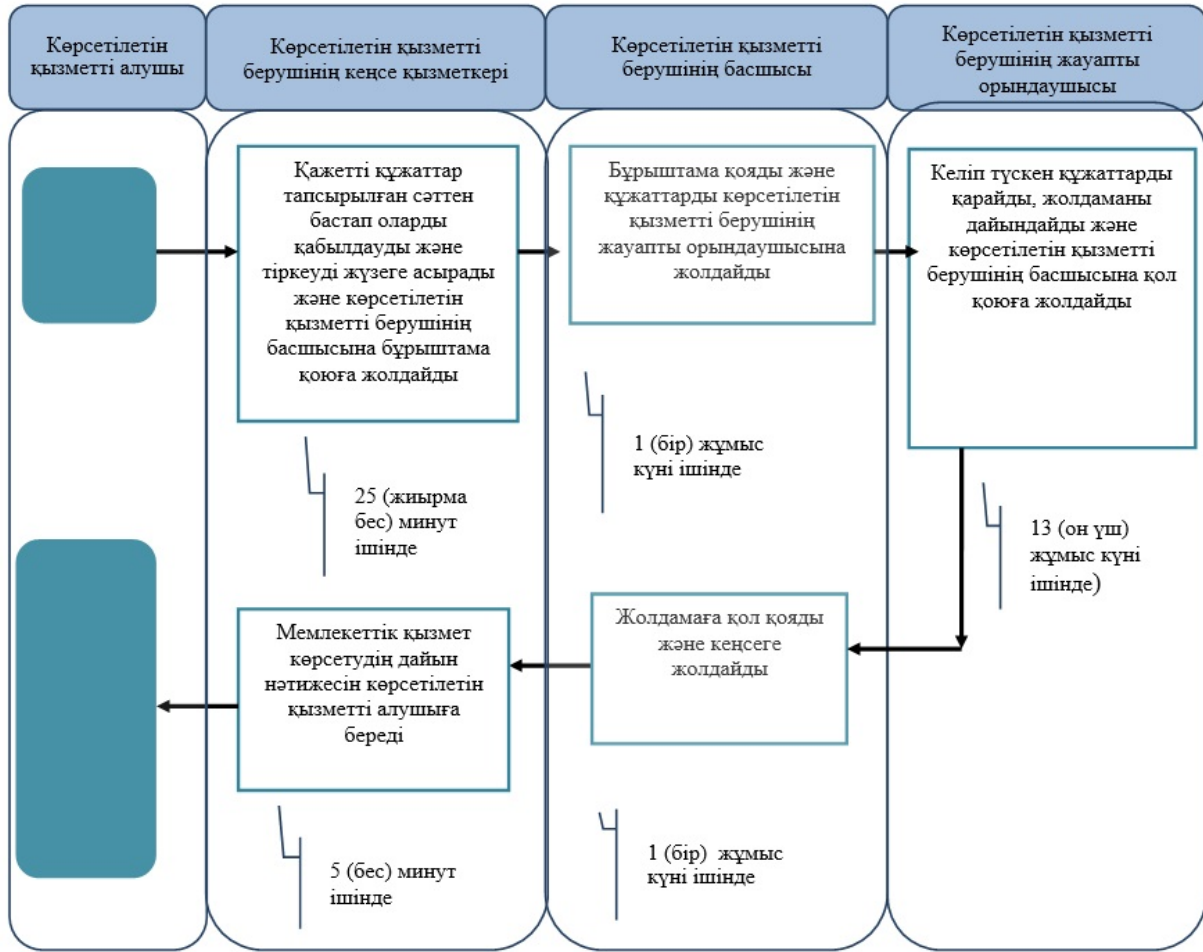 Көрсетілетін
қызметті алушы
Көрсетілетін қызметті
берушінің кеңсе қызметкері
Көрсетілетін қызметті
берушінің басшысы
Көрсетілетін қызметті
берушінің жауапты
орындаушысы
Қажетті құжаттар
тапсырылған сәттен
бастап оларды
қабылдауды және
тіркеуді жүзеге асырады
және көрсетілетін
қызметті берушінің
басшысына бұрыштама
қоюға жолдайды
25 (жиырма
бес) минут
ішінде
Бұрыштама қояды және
құжаттарды көрсетілетін
қызметті берушінің
жауапты орындаушысына
жолдайды
1 (бір) жұмыс
күні ішінде
Келіп түскен құжаттарды
қарайды, жолдаманы
дайындайды және
көрсетілетін қызметті
берушінің басшысына қол
қоюға жолдайды
13 (он үш)
жұмыс күні
ішінде)
Жолдамаға қол қояды
және кеңсеге
жолдайды
1 (бір) жұмыс
күні ішінде
Мемлекеттік қызмет
көрсетудің дайын
нәтижесін көрсетілетін
қызметті алушыға
береді
5 (бес) минут
ішінде